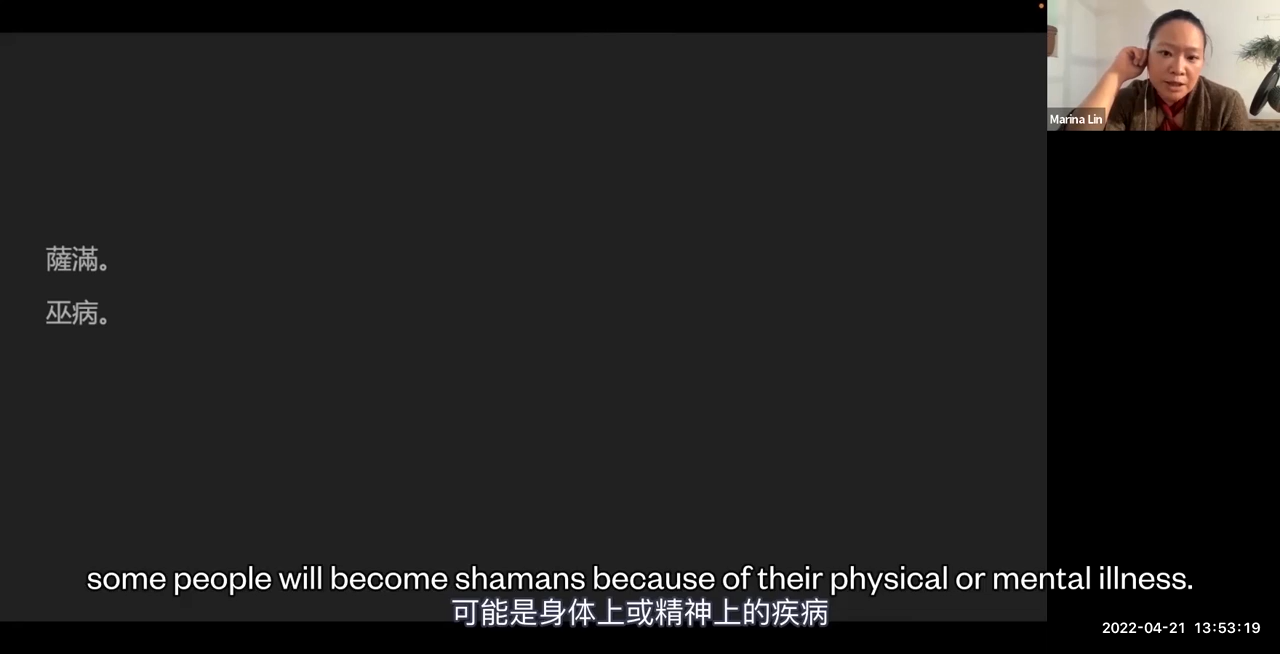 Marina Lin
薩滿。
巫病。
some people will become shamans because of their physical or mental illness.
可能是身体上或精神上的疾病
2022-04-21 13:53:19